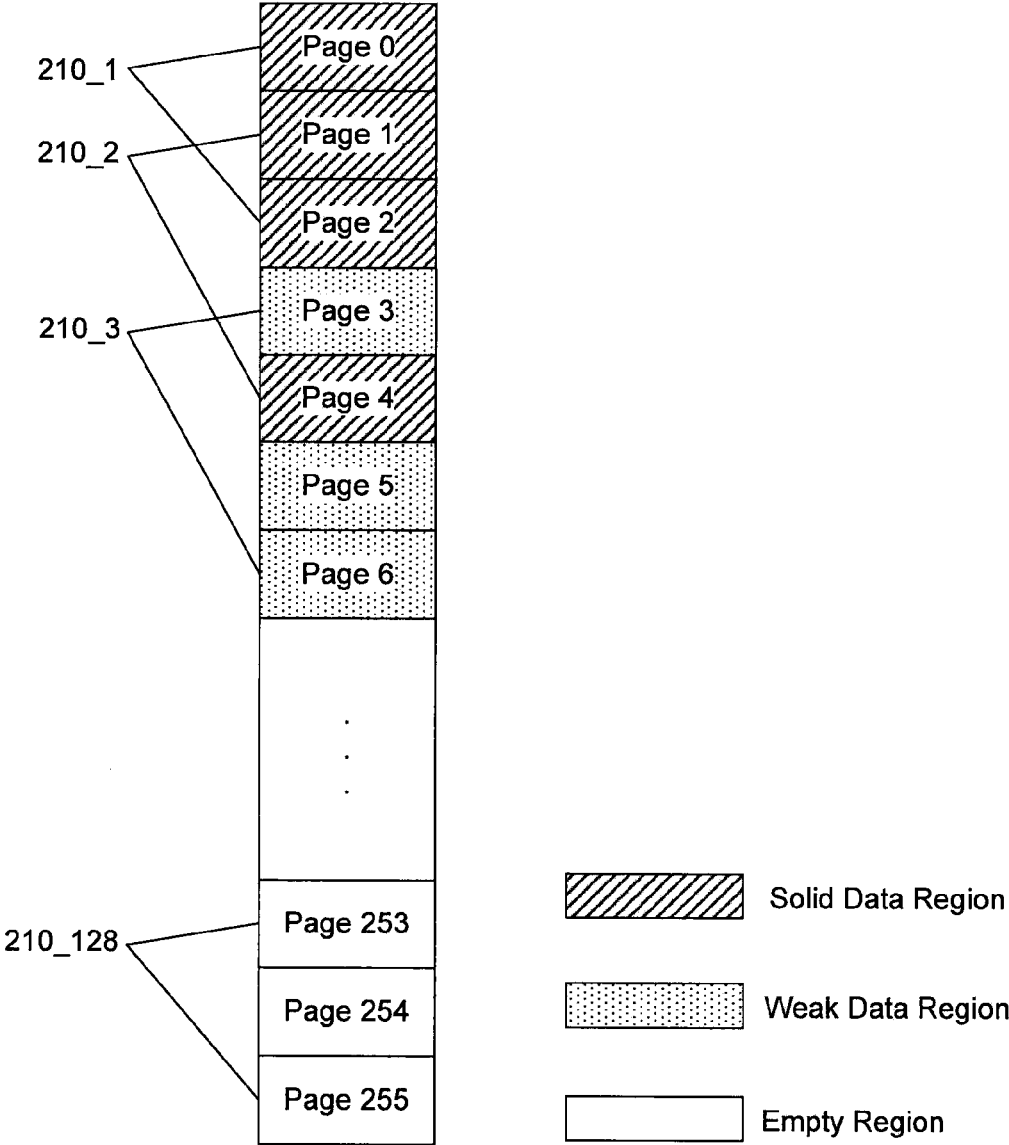 Page 0
210_1
Page 1
210_2
Page 2
Page 3
210_3
Page 4
Page 5
Page 6
.
.
.
Page 253
Solid Data Region
210_128
Page 254
Weak Data Region
Page 255
Empty Region